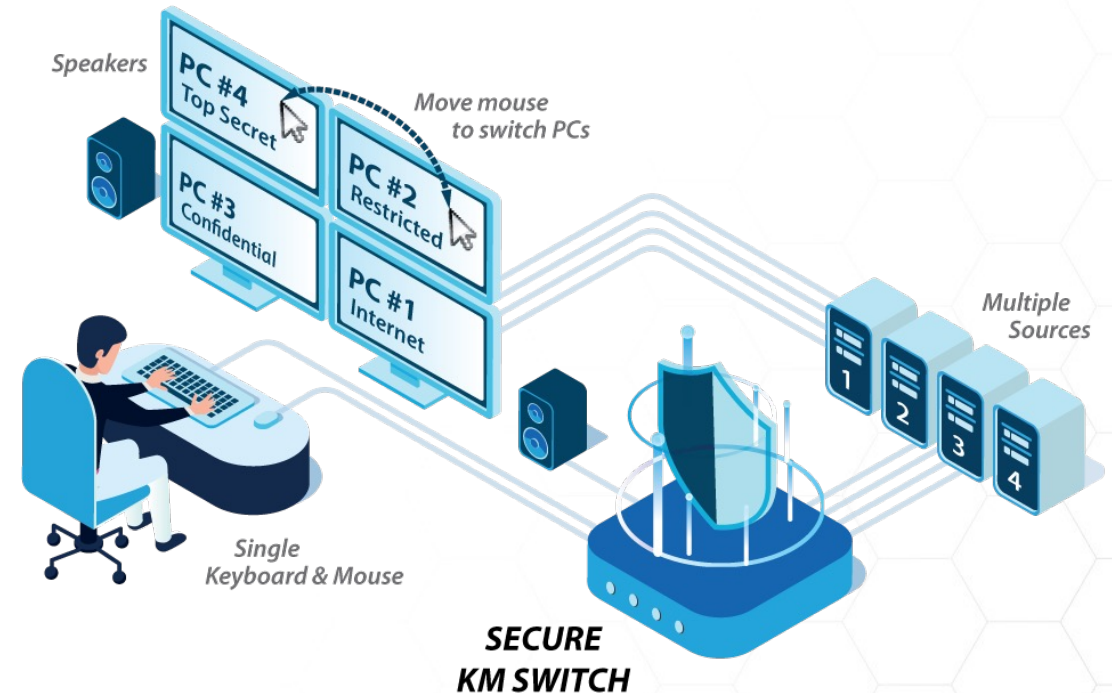 Speakers
PC #4
Top Secret
Move mouse
to switch PCs
PC #2
Restricted
PC #3
Confidential
PC #1
Internet
Multiple
Sources
1
2
3
4
Single
Keyboard & Mouse
SECURE
KM SWITCH